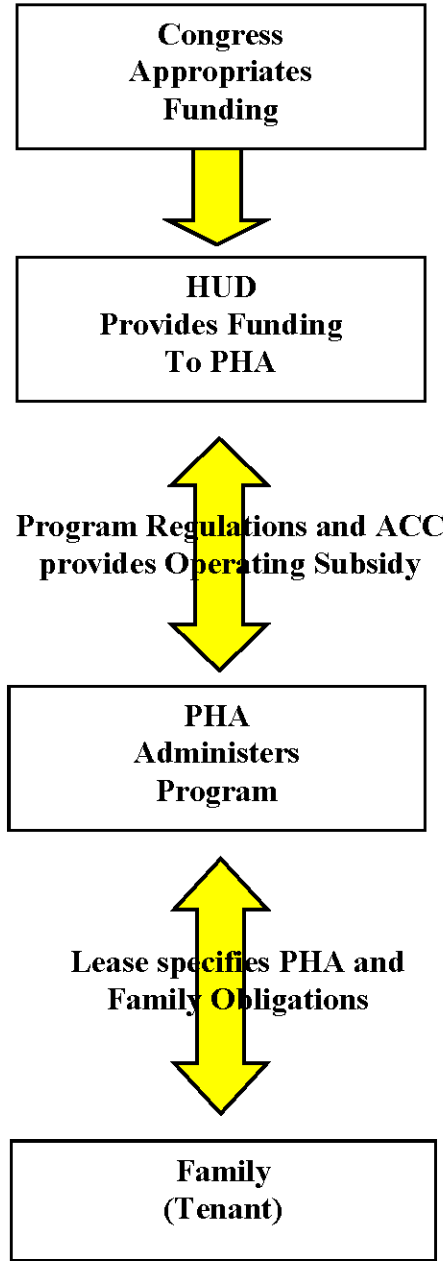 Congress
Appropriates
Funding
HUD
Provides Funding
To PHA
Program Regulations and ACC
provides Operating Subsidy
PHA
Administers
Program
Lease specifies PHA and
Family Obligations
Family
(Tenant)